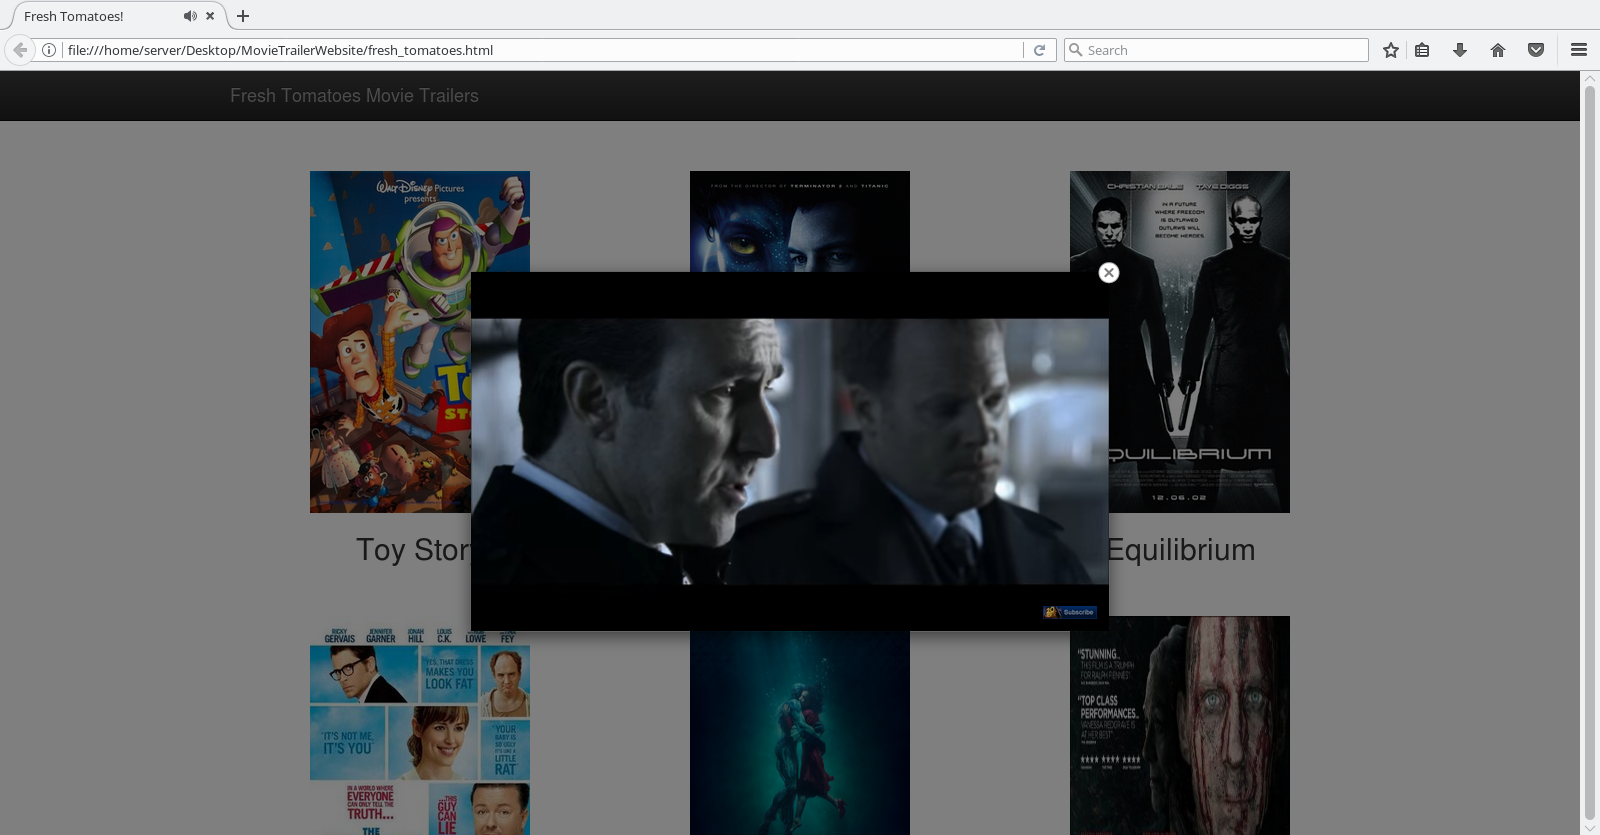 Fresh Tomatoes!
file:///home/server/Desktop/MovieTrailerWebsite/fresh_tomatoes.html
Search
Fresh Tomatoes Movie Trailers
WALT DISNEY Pictures
presents
FROM THE DIRECTOR OF TERMINATOR 2 AND TITANIC
CHRISTIAN BALE TAYE DIGGS
IN A FUTURE
WHERE FREEDOM
IS OUTLAWED
OUTLAWS WILL
BECOME HEROES.
QUILIBRIUM
12.06.02
Toy Story
Equilibrium
Subscribe
RICKY GERVAIS JENNIFER GARNER JONAH HILL LOUIS C.K. LOWE FEY
"YES, THAT DRESS
MAKES YOU
LOOK FAT"
"IT'S NOT ME,
IT'S YOU"
"YOUR
BABY IS
SO UGLY
IT'S LIKE A
LITTLE
RAT"
IN A WORLD WHERE
EVERYONE
CAN ONLY TELL THE
TRUTH...
...THIS
GUY
CAN
LIE
THE
"STUNNING...
THIS FILM IS A TRIUMPH
FOR RALPH FIENNES"
"TOP CLASS
PERFORMANCES...
VANESSA REDGRAVE IS
AT HER BEST"